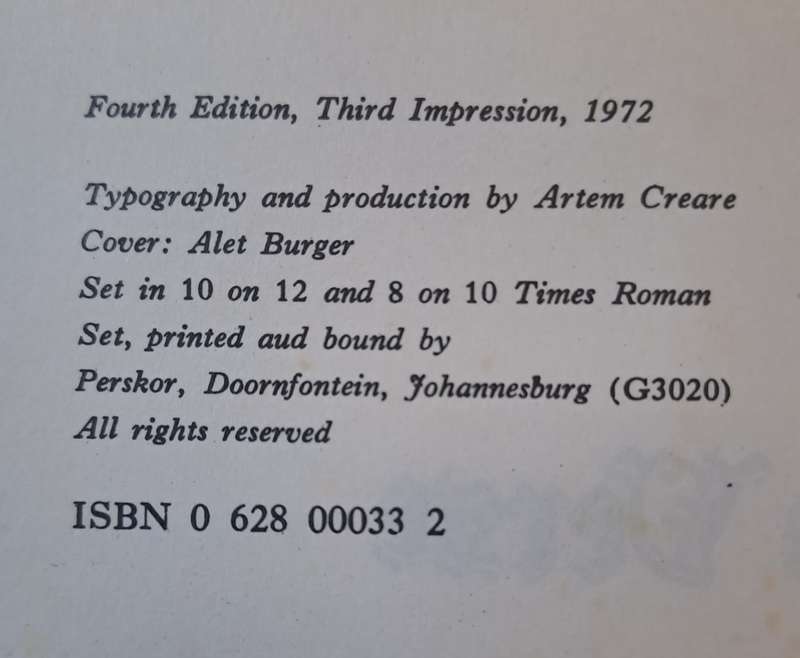 Fourth Edition, Third Impression, 1972
Typography and production by Artem Creare
Cover: Alet Burger
Set in 10 on 12 and 8 on 10 Times Roman
Set, printed aud bound by
Perskor, Doornfontein, Johannesburg (G3020)
All rights reserved
ISBN 0 628 00033 2